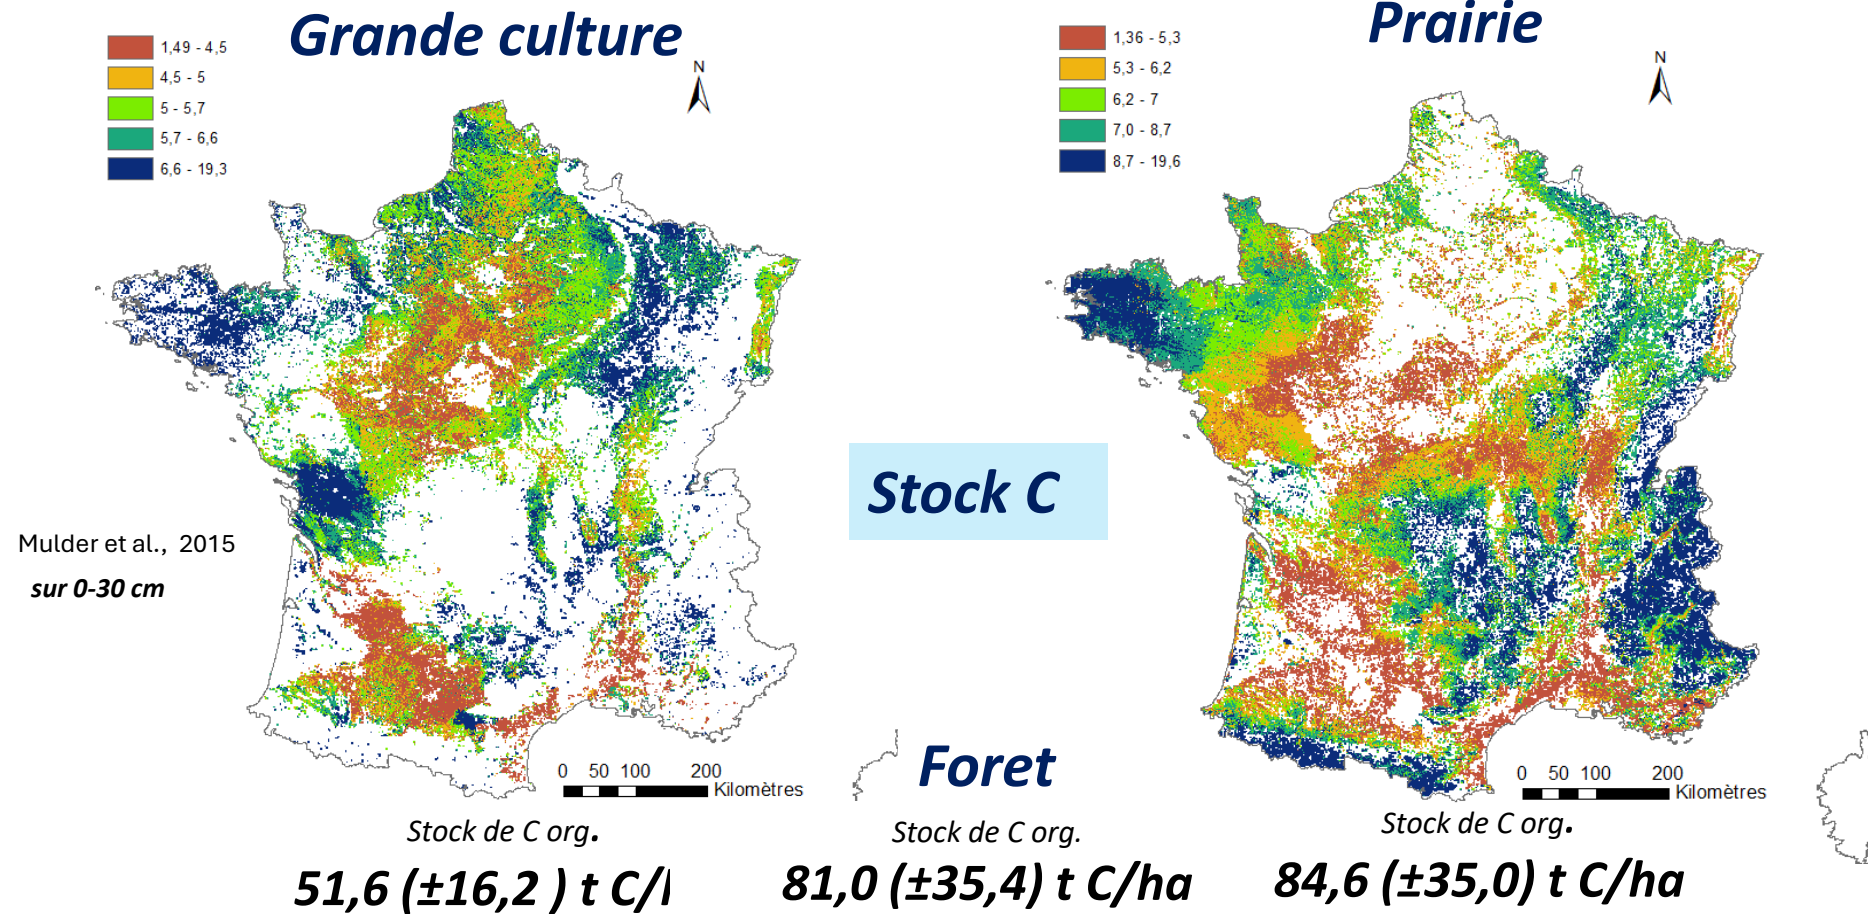 Grande culture
1,49 - 4,5
4,5 - 5
5 - 5,7
5,7 - 6,6
6,6 - 19,3
N
Prairie
1,36 - 5,3
5,3 - 6,2
6,2 - 7
7,0 - 8,7
8,7 - 19,6
N
Stock C
Mulder et al., 2015
sur 0-30 cm
0 50 100 200
Kilomètres
Foret
0 50 100 200
Kilomètres
Stock de C org.
51,6 (±16,2 ) t C/
Stock de C org.
81,0 (±35,4) t C/ha
Stock de C org.
84,6 (±35,0) t C/ha